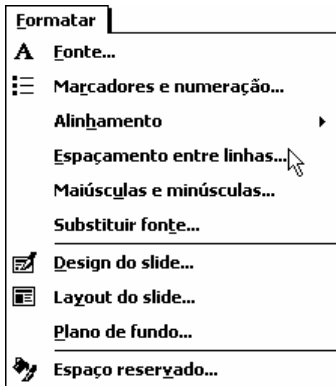 Formatar
Fonte...
Marcadores e numeração...
Alinhamento
Espaçamento entre linhas...
Maiúsculas e minúsculas...
Substituir fonte...
Design do slide...
Layout do slide...
Plano de fundo...
Espaço reservado...